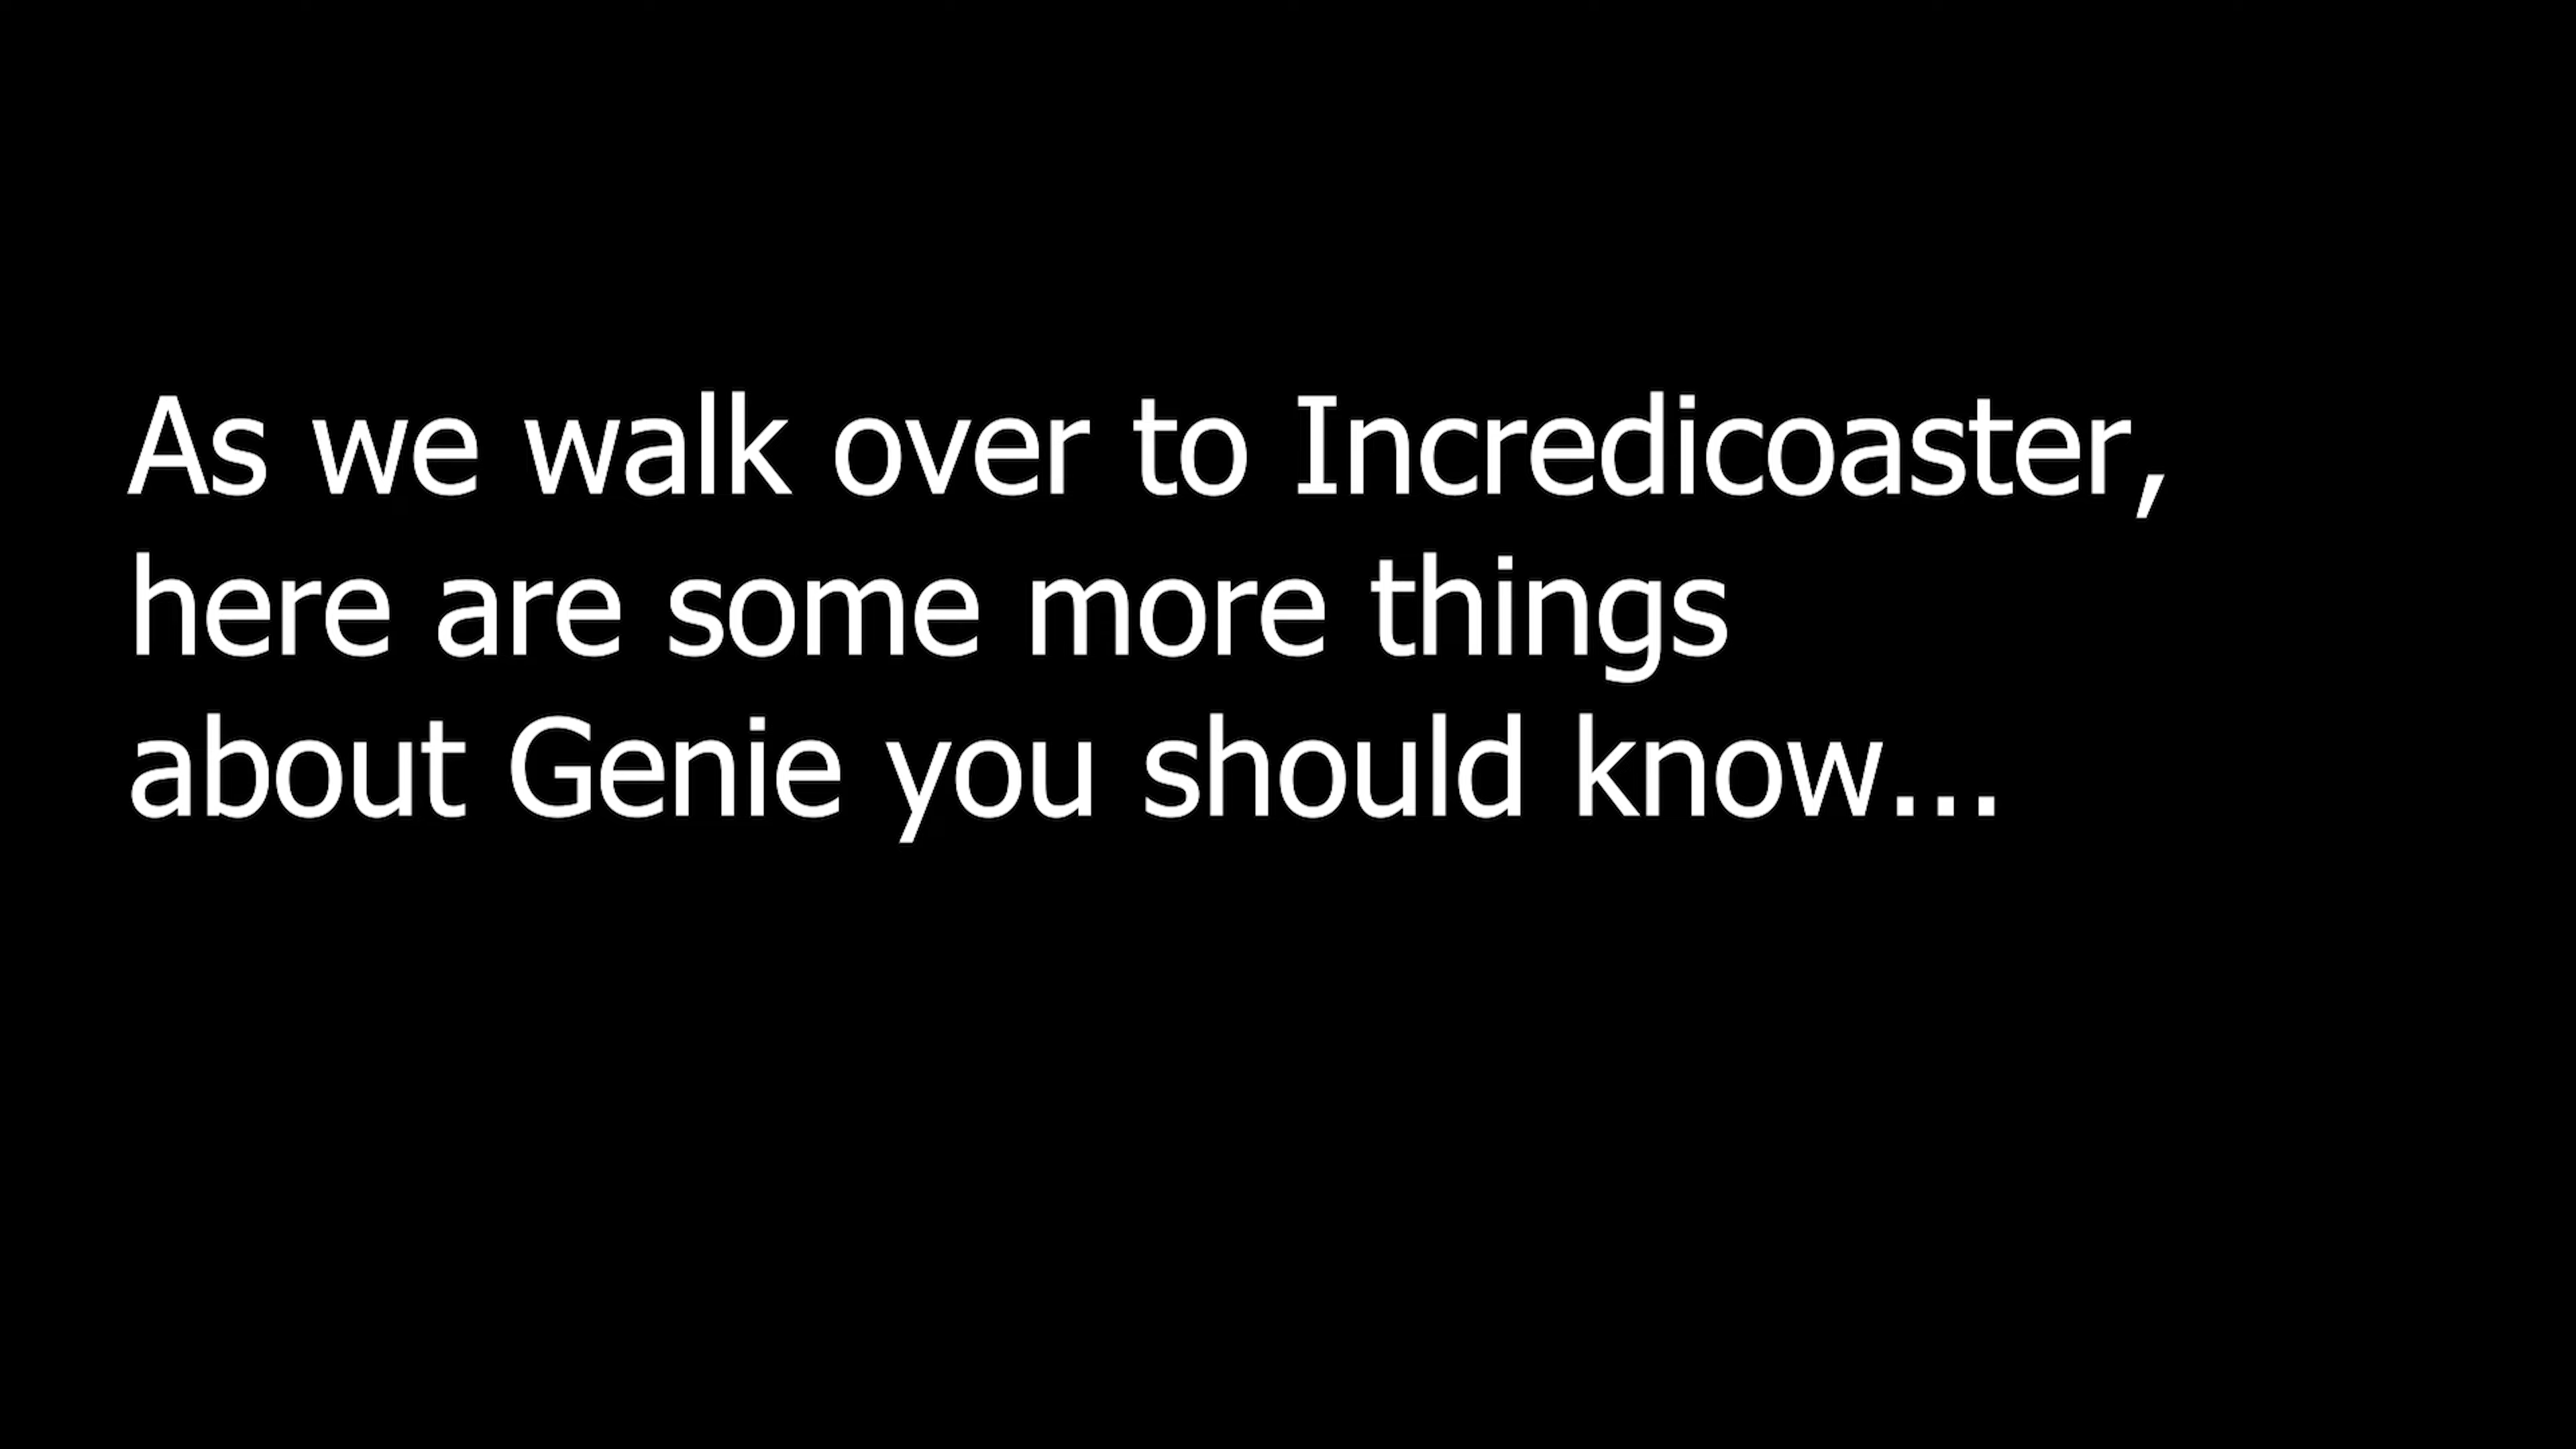 As we walk over to Incredicoaster,
here are some more things
about Genie you should know...